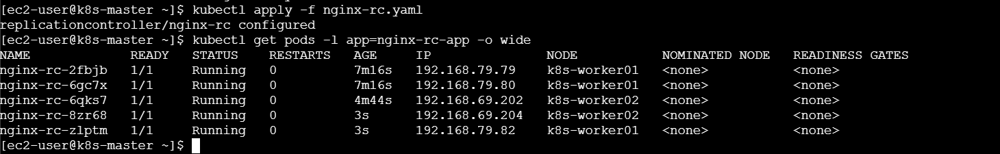 [ec2-user@k8s-master ~]$ kubectl apply -f nginx-rc.yaml
replicationcontroller/nginx-rc configured
[ec2-user@k8s-master ~]$ kubectl get pods -l app=nginx-rc-app -o wide
NAME             READY   STATUS    RESTARTS   AGE     IP               NODE           NOMINATED NODE   READINESS GATES
nginx-rc-2fbjb   1/1     Running   0          7m16s   192.168.79.79    k8s-worker01   <none>           <none>
nginx-rc-6gc7x   1/1     Running   0          7m16s   192.168.79.80    k8s-worker01   <none>           <none>
nginx-rc-6qks7   1/1     Running   0          4m44s   192.168.69.202   k8s-worker02   <none>           <none>
nginx-rc-8zr68   1/1     Running   0          3s      192.168.69.204   k8s-worker02   <none>           <none>
nginx-rc-zlptm   1/1     Running   0          3s      192.168.79.82    k8s-worker01   <none>           <none>
[ec2-user@k8s-master ~]$